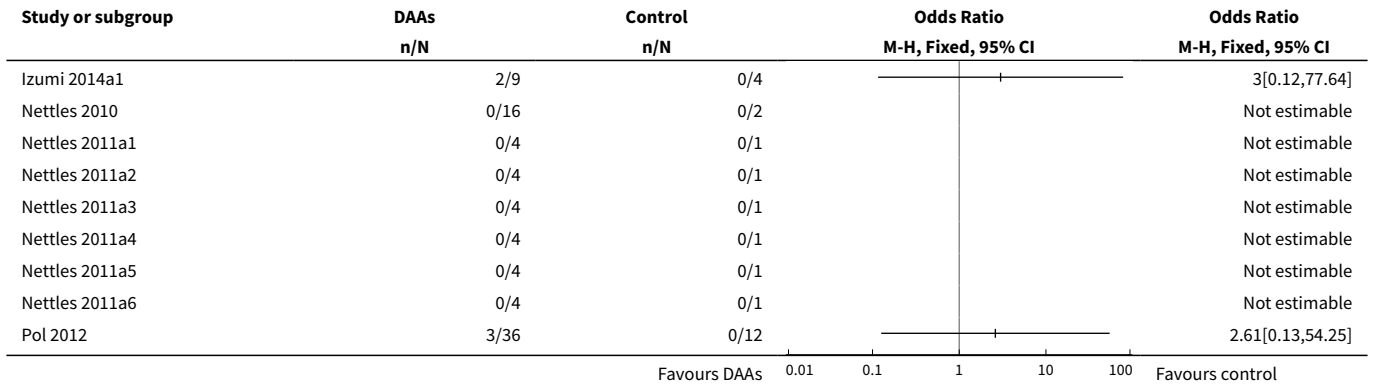 Study or subgroup DAAs Control Odds Ratio Odds Ratio
n/N n/N M-H, Fixed, 95% CI M-H, Fixed, 95% CI
Izumi 2014a1 2/9 0/4 3[0.12,77.64]
Nettles 2010 0/16 0/2 Not estimable
Nettles 2011a1 0/4 0/1 Not estimable
Nettles 2011a2 0/4 0/1 Not estimable
Nettles 2011a3 0/4 0/1 Not estimable
Nettles 2011a4 0/4 0/1 Not estimable
Nettles 2011a5 0/4 0/1 Not estimable
Nettles 2011a6 0/4 0/1 Not estimable
Pol 2012 3/36 0/12 2.61[0.13,54.25]
Favours DAAs 0.01 0.1 1 10 100 Favours control